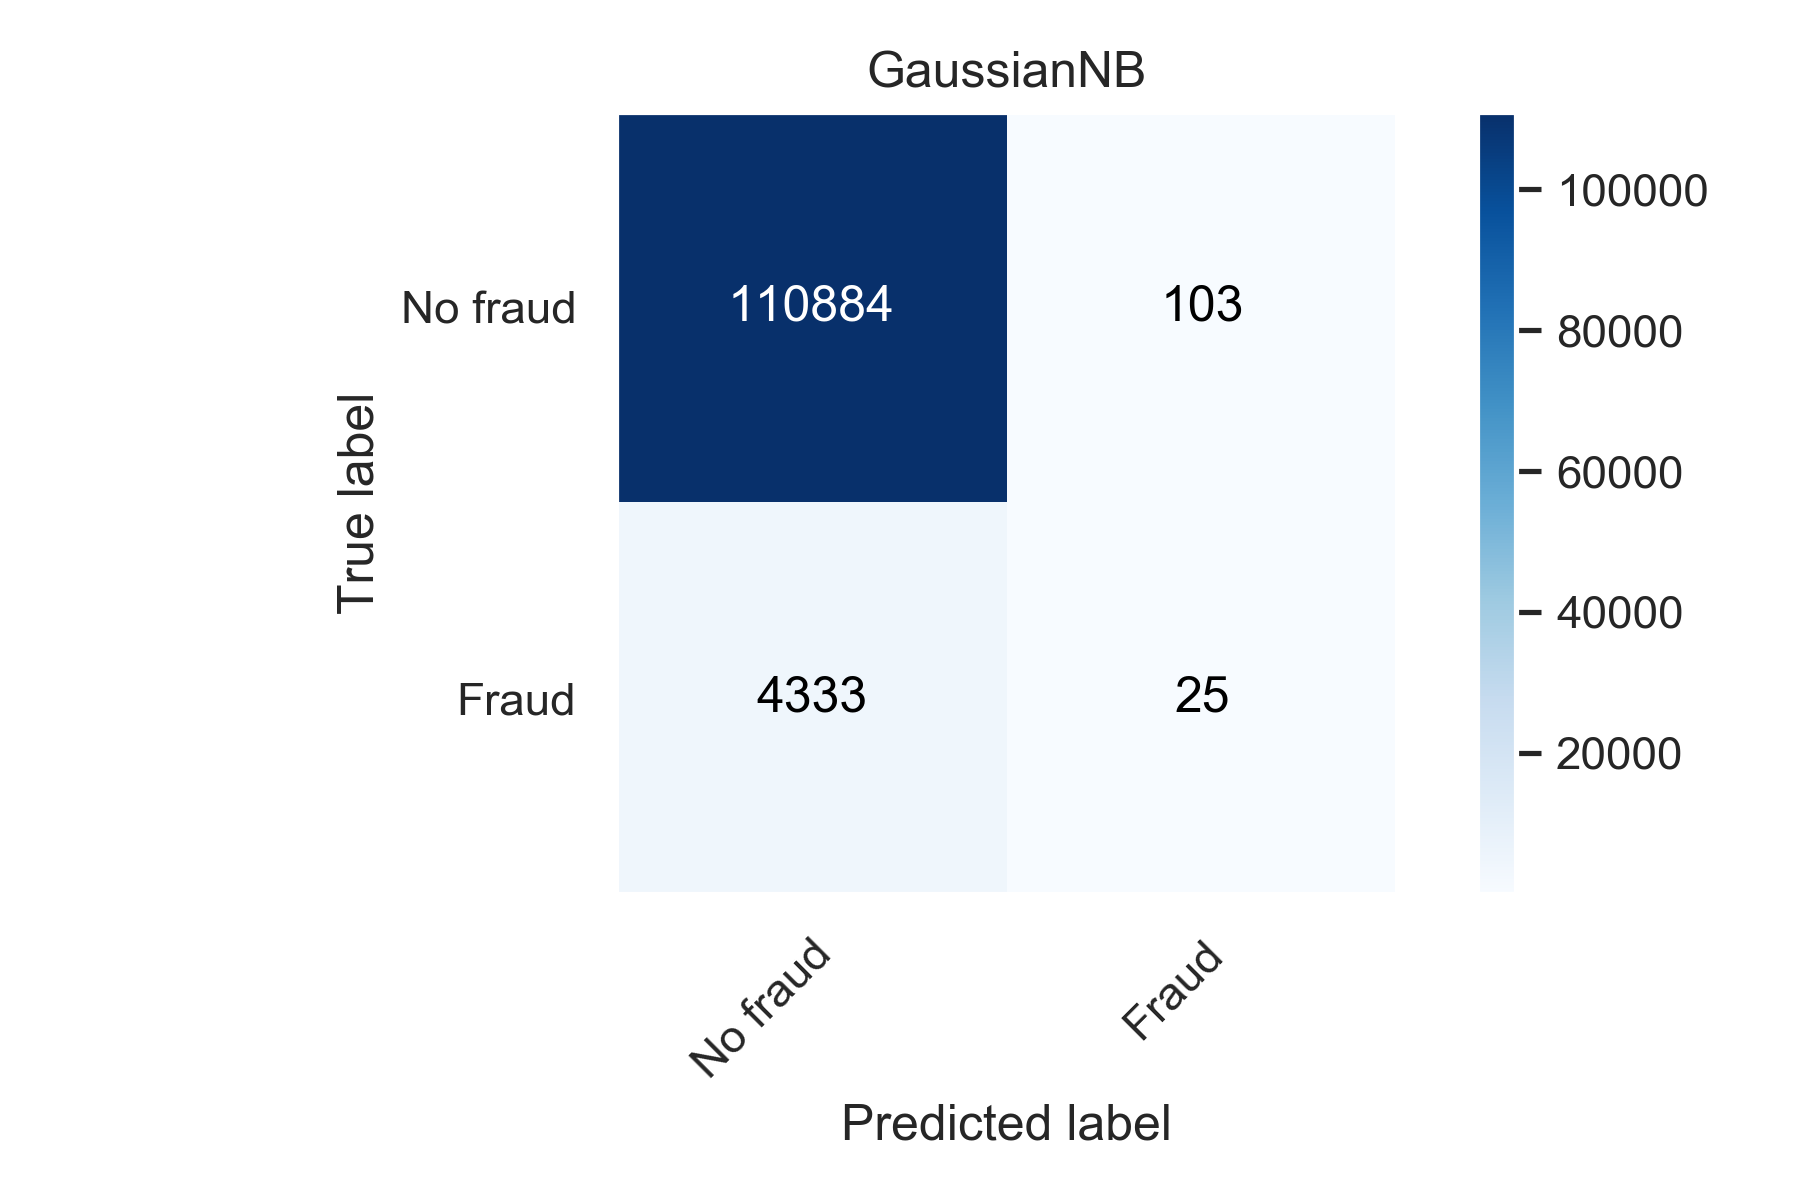 GaussianNB
No fraud
110884
103
Fraud
4333
25
True label
No fraud
Fraud
Predicted label
100000
80000
60000
40000
20000